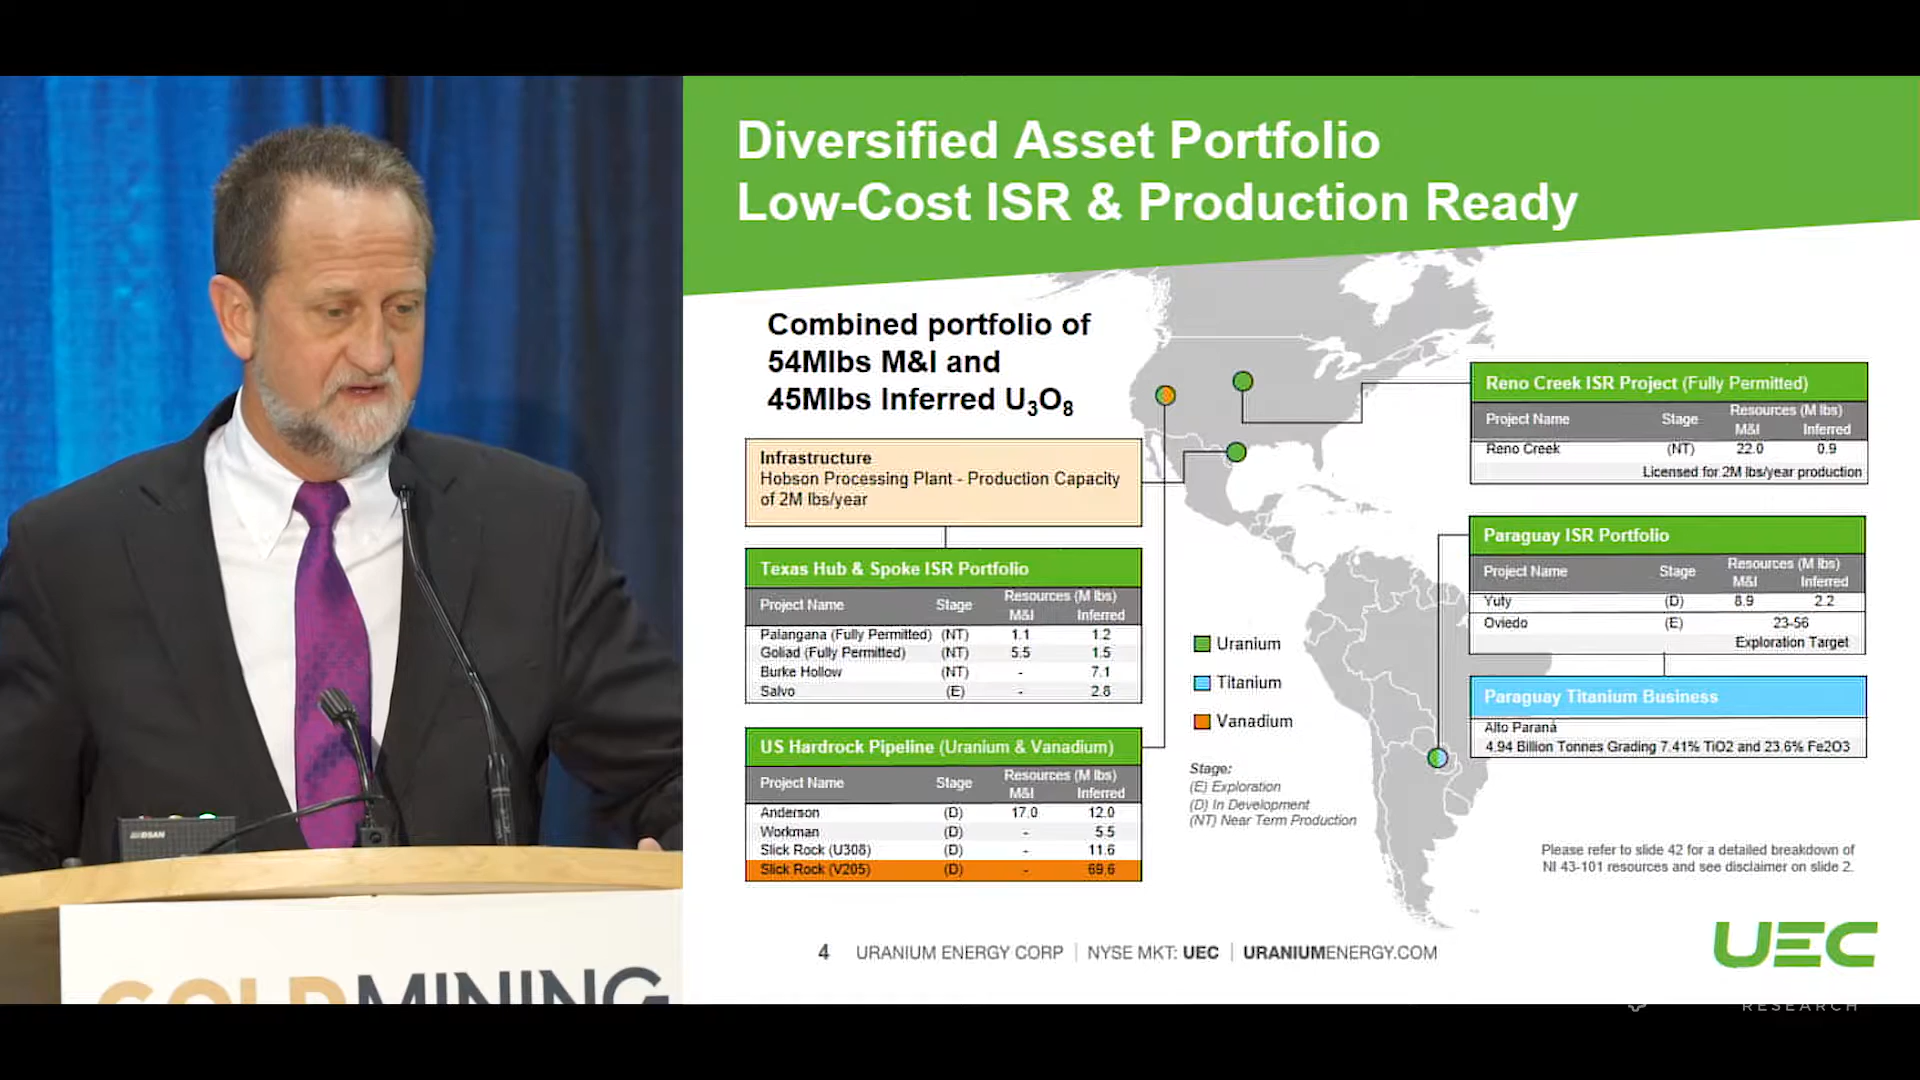 Diversified Asset Portfolio
Low-Cost ISR & Production Ready
Combined portfolio of
54Mlbs M&I and
45Mlbs Inferred U3O8
Infrastructure
Hobson Processing Plant - Production Capacity
of 2M lbs/year
Texas Hub & Spoke ISR Portfolio
Project Name Stage Resources (M lbs)
M&I Inferred
Palangana (Fully Permitted) (NT) 1.1 1.2
Goliad (Fully Permitted) (NT) 5.5 1.5
Burke Hollow (NT) - 7.1
Salvo (E) - 2.8
US Hardrock Pipeline (Uranium & Vanadium)
Project Name Stage Resources (M lbs)
M&I Inferred
Anderson (D) 17.0 12.0
Workman (D) - 5.5
Slick Rock (U308) (D) - 11.6
Slick Rock (V205) (D) - 69.6
Uranium
Titanium
Vanadium
Stage:
(E) Exploration
(D) In Development
(NT) Near Term Production
Reno Creek ISR Project (Fully Permitted)
Project Name Stage Resources (M lbs)
M&I Inferred
Reno Creek (NT) 22.0 0.9
Licensed for 2M lbs/year production
Paraguay ISR Portfolio
Project Name Stage Resources (M lbs)
M&I Inferred
Yuty (D) 8.9 2.2
Oviedo (E) 23-56
Exploration Target
Paraguay Titanium Business
Alto Paraná
4.94 Billion Tonnes Grading 7.41% TiO2 and 23.6% Fe2O3
Please refer to slide 42 for a detailed breakdown of
NI 43-101 resources and see disclaimer on slide 2.
4 URANIUM ENERGY CORP | NYSE MKT: UEC | URANIUMENERGY.COM
UEC
GOLDMINING
RESEARCH